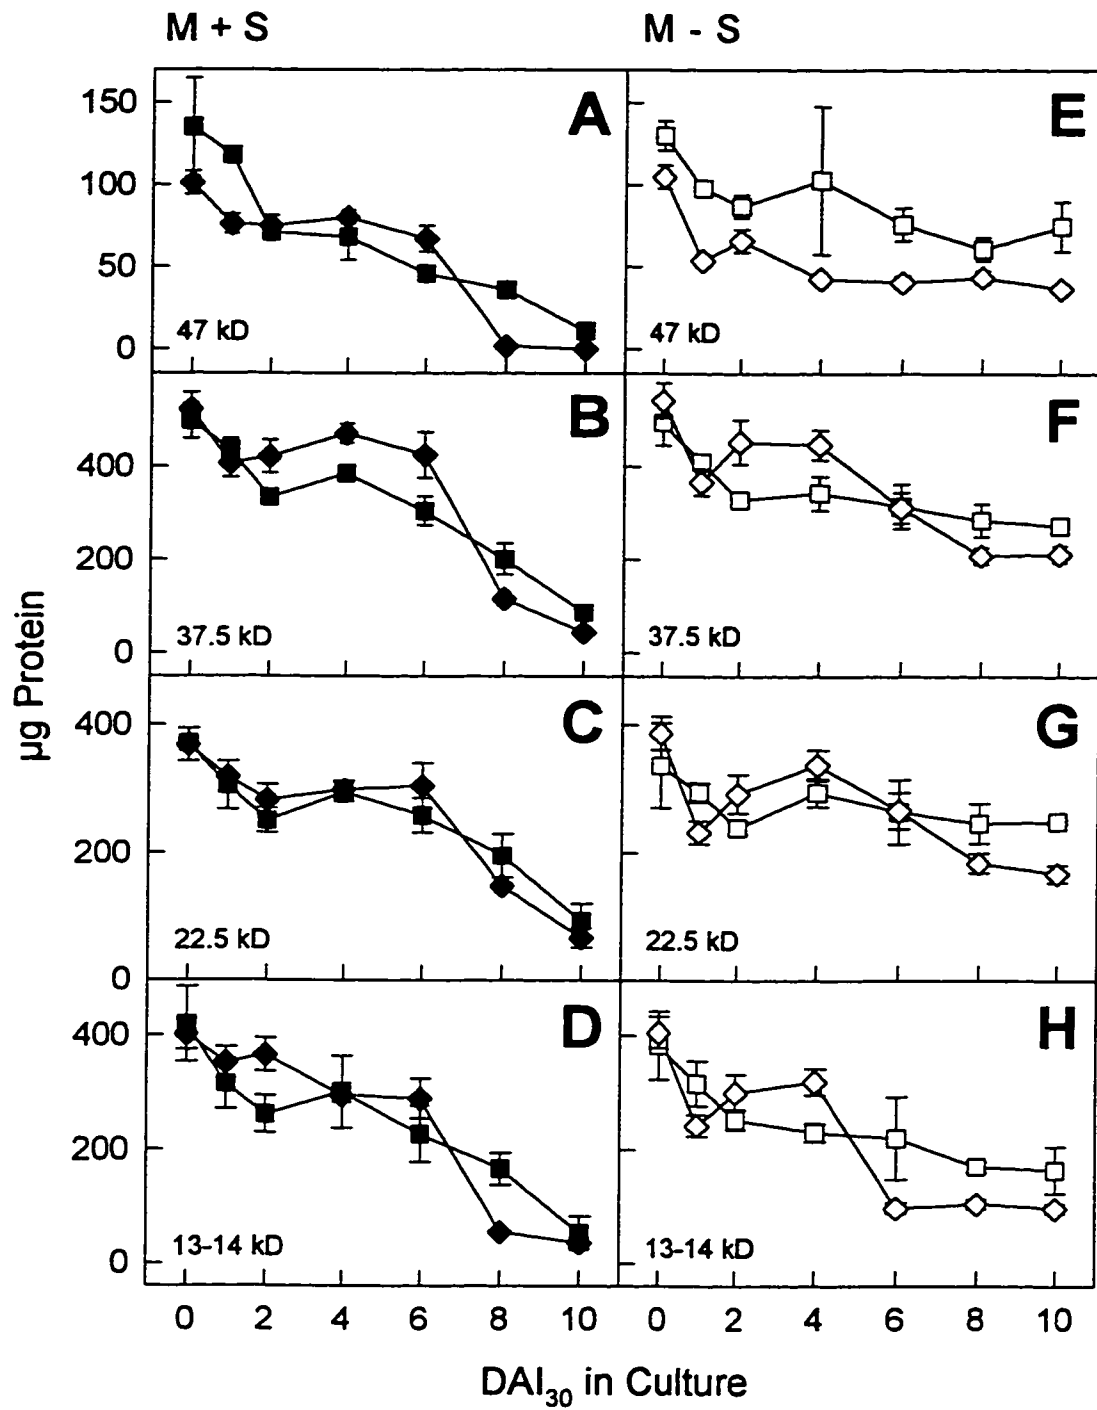 M + S
M - S
µg Protein
150
100
50
0
A
47 kD
E
47 kD
400
200
0
B
37.5 kD
F
37.5 kD
400
200
0
C
22.5 kD
G
22.5 kD
400
200
0
D
13-14 kD
H
13-14 kD
0 2 4 6 8 10
0 2 4 6 8 10
DAI₃₀ in Culture